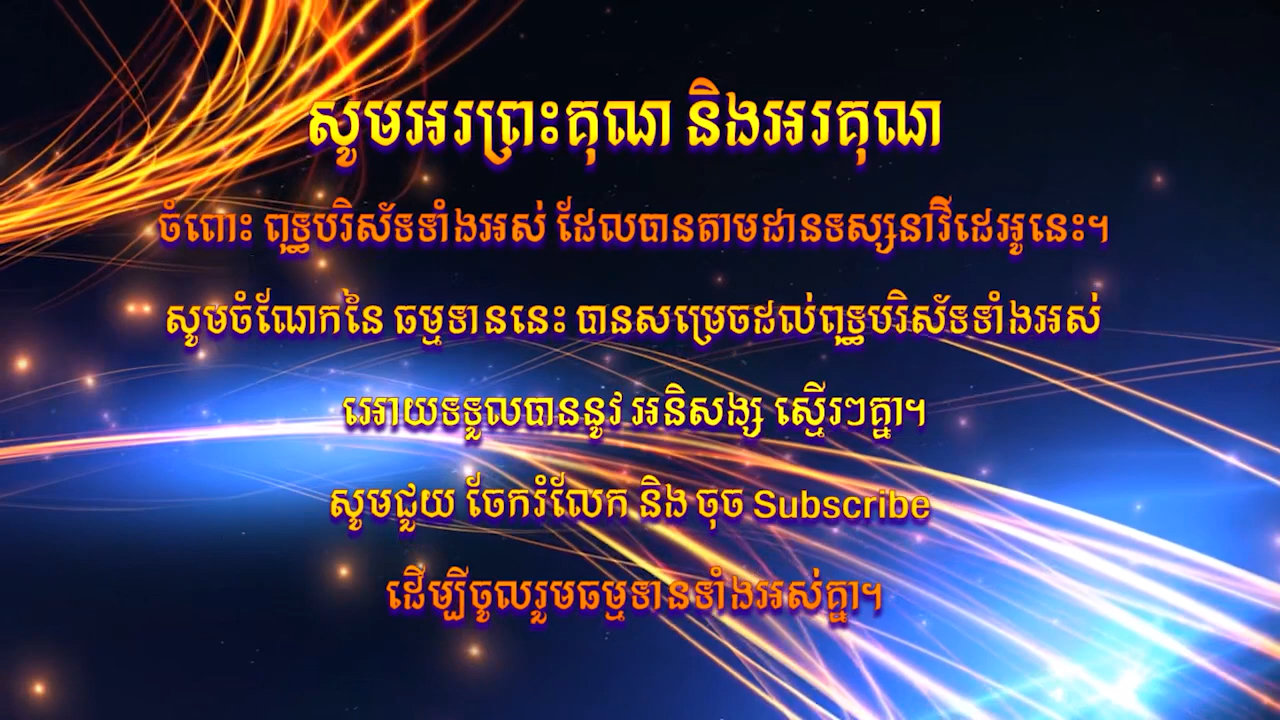 សូមអរព្រះគុណ និងអរគុណ
ចំពោះ ពុទ្ធបរិស័ទទាំងអស់ ដែលបានតាមដានទស្សនាវីដេអូនេះ។
សូមចំណែកនៃ ធម្មទាននេះ បានសម្រេចដល់ពុទ្ធបរិស័ទទាំងអស់
អោយទទួលបាននូវ អនិសង្ស ស្មើរៗគ្នា។
សូមជួយ ចែករំលែក និង ចុច Subscribe
ដើម្បីចូលរួមធម្មទានទាំងអស់គ្នា។